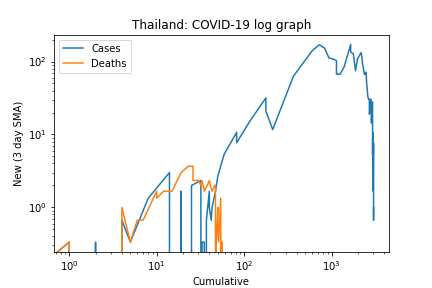 Thailand: COVID-19 log graph
Cases
Deaths
New (3 day SMA)
10²
10¹
10⁰
10⁰ 10¹ 10² 10³
Cumulative